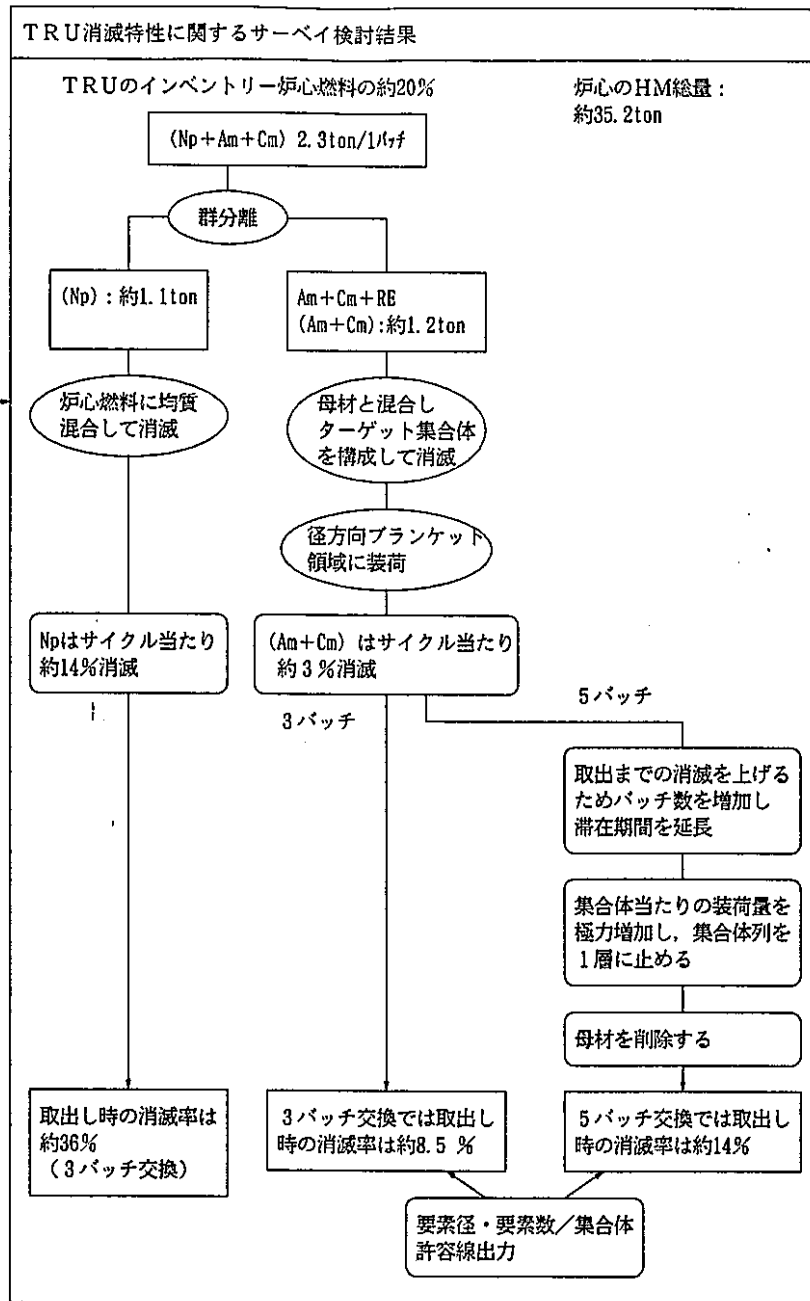 TRU消滅特性に関するサーベイ検討結果
TRUのインベントリー炉心燃料の約20%
炉心のHM総量：
約35.2ton
(Np+Am+Cm) 2.3ton/1バッチ
群分離
(Np)：約1.1ton
Am+Cm+RE
(Am+Cm):約1.2ton
炉心燃料に均質
混合して消滅
母材と混合し
ターゲット集合体
を構成して消滅
径方向ブランケット
領域に装荷
Npはサイクル当たり
約14%消滅
(Am+Cm) はサイクル当たり
約3%消滅
3バッチ
5バッチ
取出までの消滅を上げる
ためバッチ数を増加し
滞在期間を延長
集合体当たりの装荷量を
極力増加し，集合体列を
1層に止める
母材を削除する
取出し時の消滅率は
約36%
(3バッチ交換)
3バッチ交換では取出し
時の消滅率は約8.5 %
5バッチ交換では取出し
時の消滅率は約14%
要素径・要素数／集合体
許容線出力